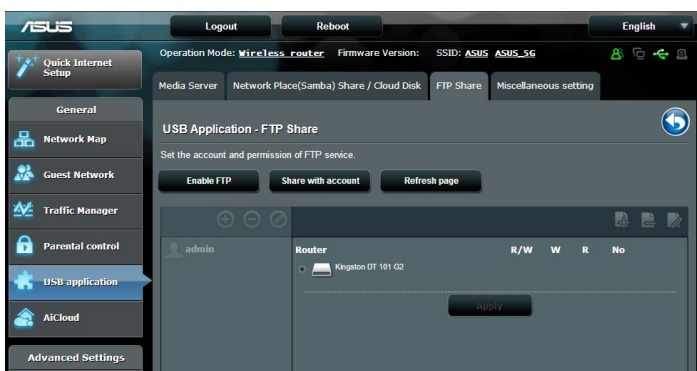 ASUS
Logout
Reboot
English
Quick Internet
Setup
Operation Mode: Wireless router Firmware Version: SSID: ASUS ASUS_5G
Media Server
Network Place(Samba) Share / Cloud Disk
FTP Share
Miscellaneous setting
General
Network Map
Guest Network
Traffic Manager
Parental control
USB application
AiCloud
Advanced Settings
USB Application - FTP Share
Set the account and permission of FTP service.
Enable FTP
Share with account
Refresh page
admin
Router
R/W W R No
Kingston DT 101 G2
Apply